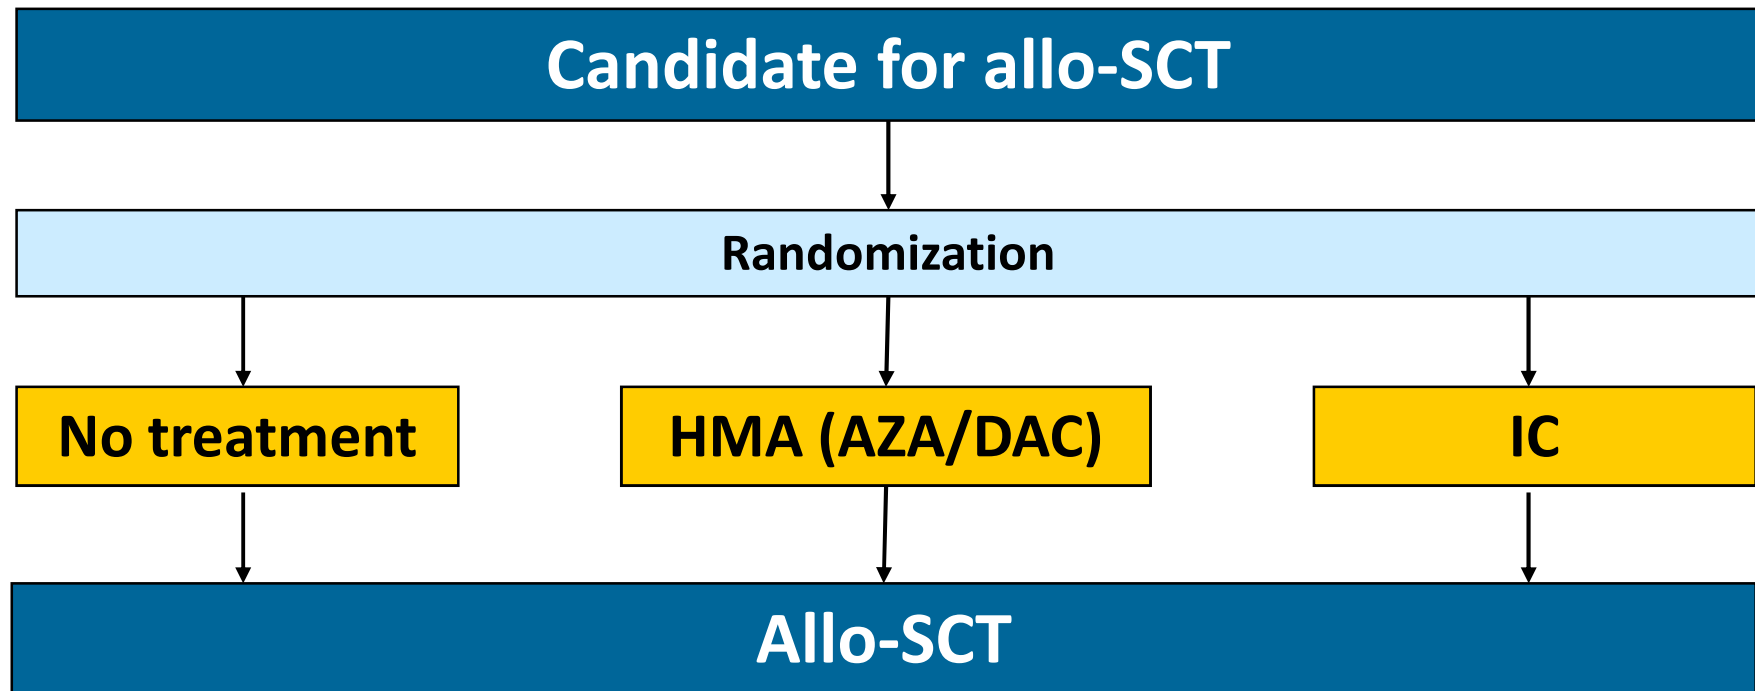 Candidate for allo-SCT
Randomization
No treatment
HMA (AZA/DAC)
IC
Allo-SCT